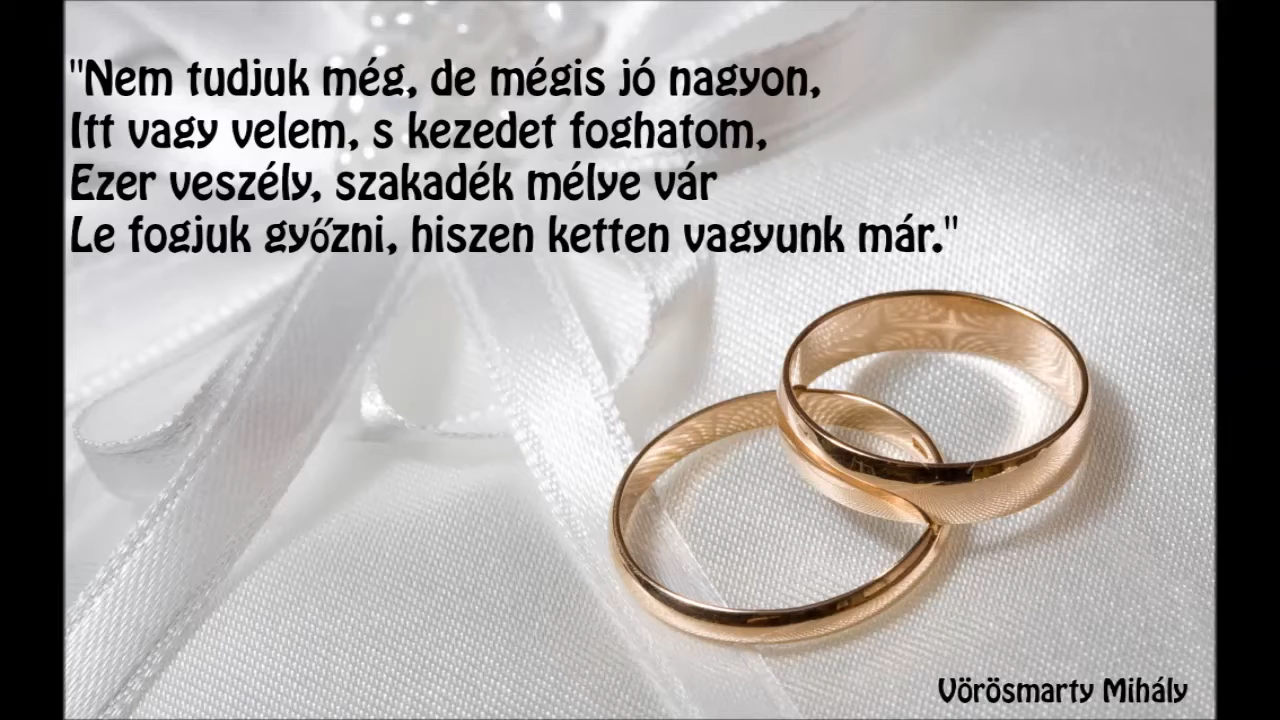 "Nem tudjuk még, de mégis jó nagyon,
Itt vagy velem, s kezedet foghatom,
Ezer veszély, szakadék mélye vár
Le fogjuk győzni, hiszen ketten vagyunk már."
Vörösmarty Mihály